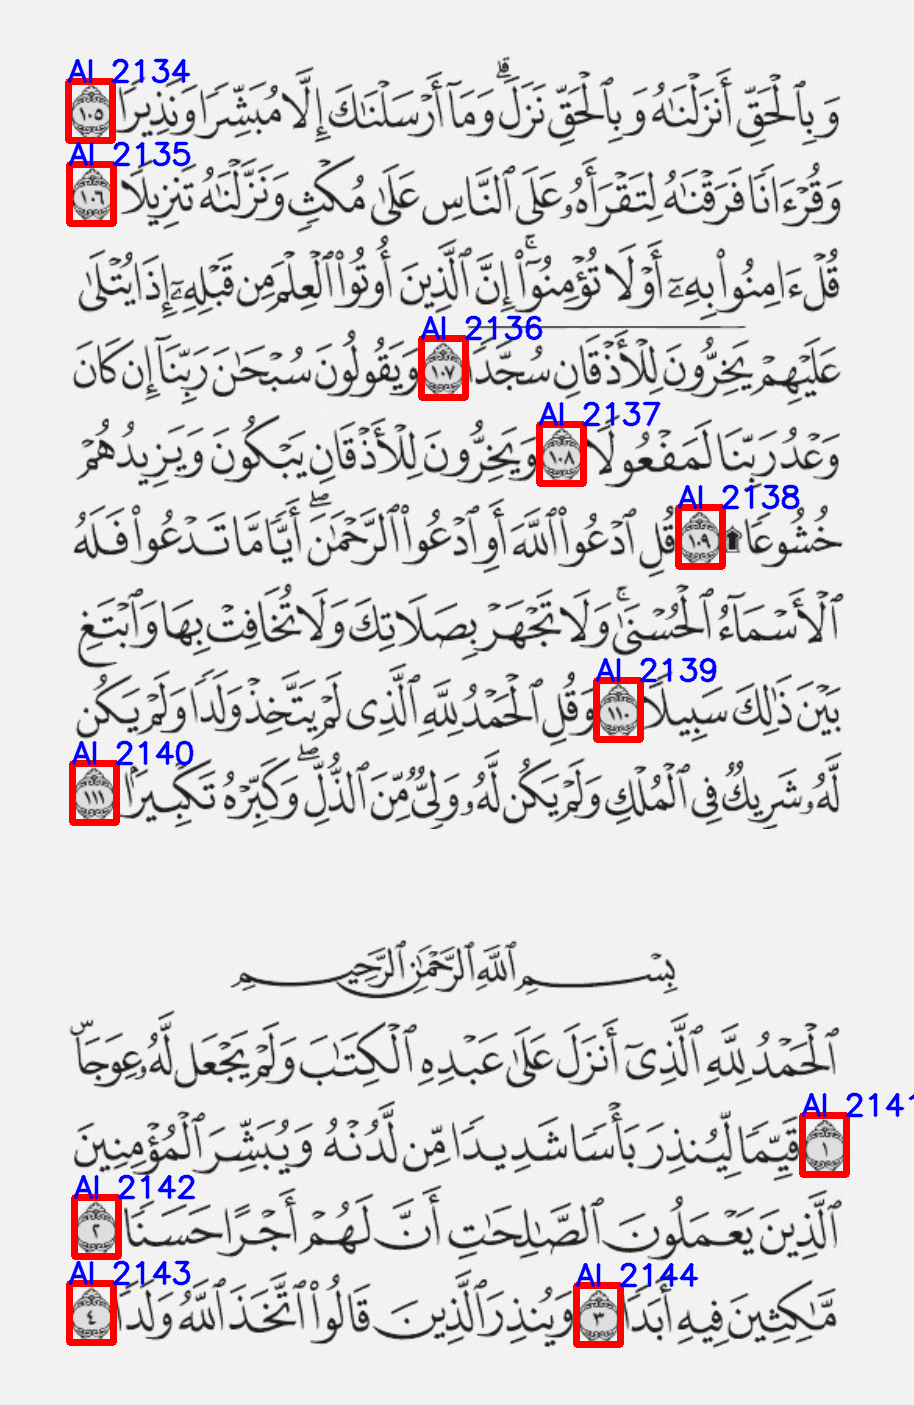 AI 2134
وَبِٱلْحَقِّ أَنزَلْنَـٰهُ وَبِٱلْحَقِّ نَزَلَ ۗ وَمَآ أَرْسَلْنَـٰكَ إِلَّا مُبَشِّرًا وَنَذِيرًا ١٠٥
AI 2135
وَقُرْءَانًا فَرَقْنَـٰهُ لِتَقْرَأَهُۥ عَلَى ٱلنَّاسِ عَلَىٰ مُكْثٍ وَنَزَّلْنَـٰهُ تَنزِيلًا ١٠٦
قُلْ ءَامِنُوا۟ بِهِۦٓ أَوْ لَا تُؤْمِنُوٓا۟ ۚ إِنَّ ٱلَّذِينَ أُوتُوا۟ ٱلْعِلْمَ مِن قَبْلِهِۦٓ إِذَا يُتْلَىٰ
AI 2136
عَلَيْهِمْ يَخِرُّونَ لِلْأَذْقَانِ سُجَّدًا ١٠٧ وَيَقُولُونَ سُبْحَـٰنَ رَبِّنَآ إِن كَانَ
AI 2137
وَعْدُ رَبِّنَا لَمَفْعُولًا ١٠٨ وَيَخِرُّونَ لِلْأَذْقَانِ يَبْكُونَ وَيَزِيدُهُمْ
AI 2138
خُشُوعًا ۩ ١٠٩ قُلِ ٱدْعُوا۟ ٱللَّهَ أَوِ ٱدْعُوا۟ ٱلرَّحْمَـٰنَ ۖ أَيًّا مَّا تَدْعُوا۟ فَلَهُ
ٱلْأَسْمَآءُ ٱلْحُسْنَىٰ ۚ وَلَا تَجْهَرْ بِصَلَاتِكَ وَلَا تُخَافِتْ بِهَا وَٱبْتَغِ
AI 2139
بَيْنَ ذَٰلِكَ سَبِيلًا ١١٠ وَقُلِ ٱلْحَمْدُ لِلَّهِ ٱلَّذِى لَمْ يَتَّخِذْ وَلَدًا وَلَمْ يَكُن
AI 2140
لَّهُۥ شَرِيكٌ فِى ٱلْمُلْكِ وَلَمْ يَكُن لَّهُۥ وَلِىٌّ مِّنَ ٱلذُّلِّ ۖ وَكَبِّرْهُ تَكْبِيرًۢا ١١١
بِسْمِ ٱللَّهِ ٱلرَّحْمَـٰنِ ٱلرَّحِيمِ
ٱلْحَمْدُ لِلَّهِ ٱلَّذِىٓ أَنزَلَ عَلَىٰ عَبْدِهِ ٱلْكِتَـٰبَ وَلَمْ يَجْعَل لَّهُۥ عِوَجَاۜ
AI 2141
١ قَيِّمًا لِّيُنذِرَ بَأْسًا شَدِيدًا مِّن لَّدُنْهُ وَيُبَشِّرَ ٱلْمُؤْمِنِينَ
AI 2142
ٱلَّذِينَ يَعْمَلُونَ ٱلصَّـٰلِحَـٰتِ أَنَّ لَهُمْ أَجْرًا حَسَنًا ٢
AI 2144 AI 2143
مَّـٰكِثِينَ فِيهِ أَبَدًا ٣ وَيُنذِرَ ٱلَّذِينَ قَالُوا۟ ٱتَّخَذَ ٱللَّهُ وَلَدًا ٤